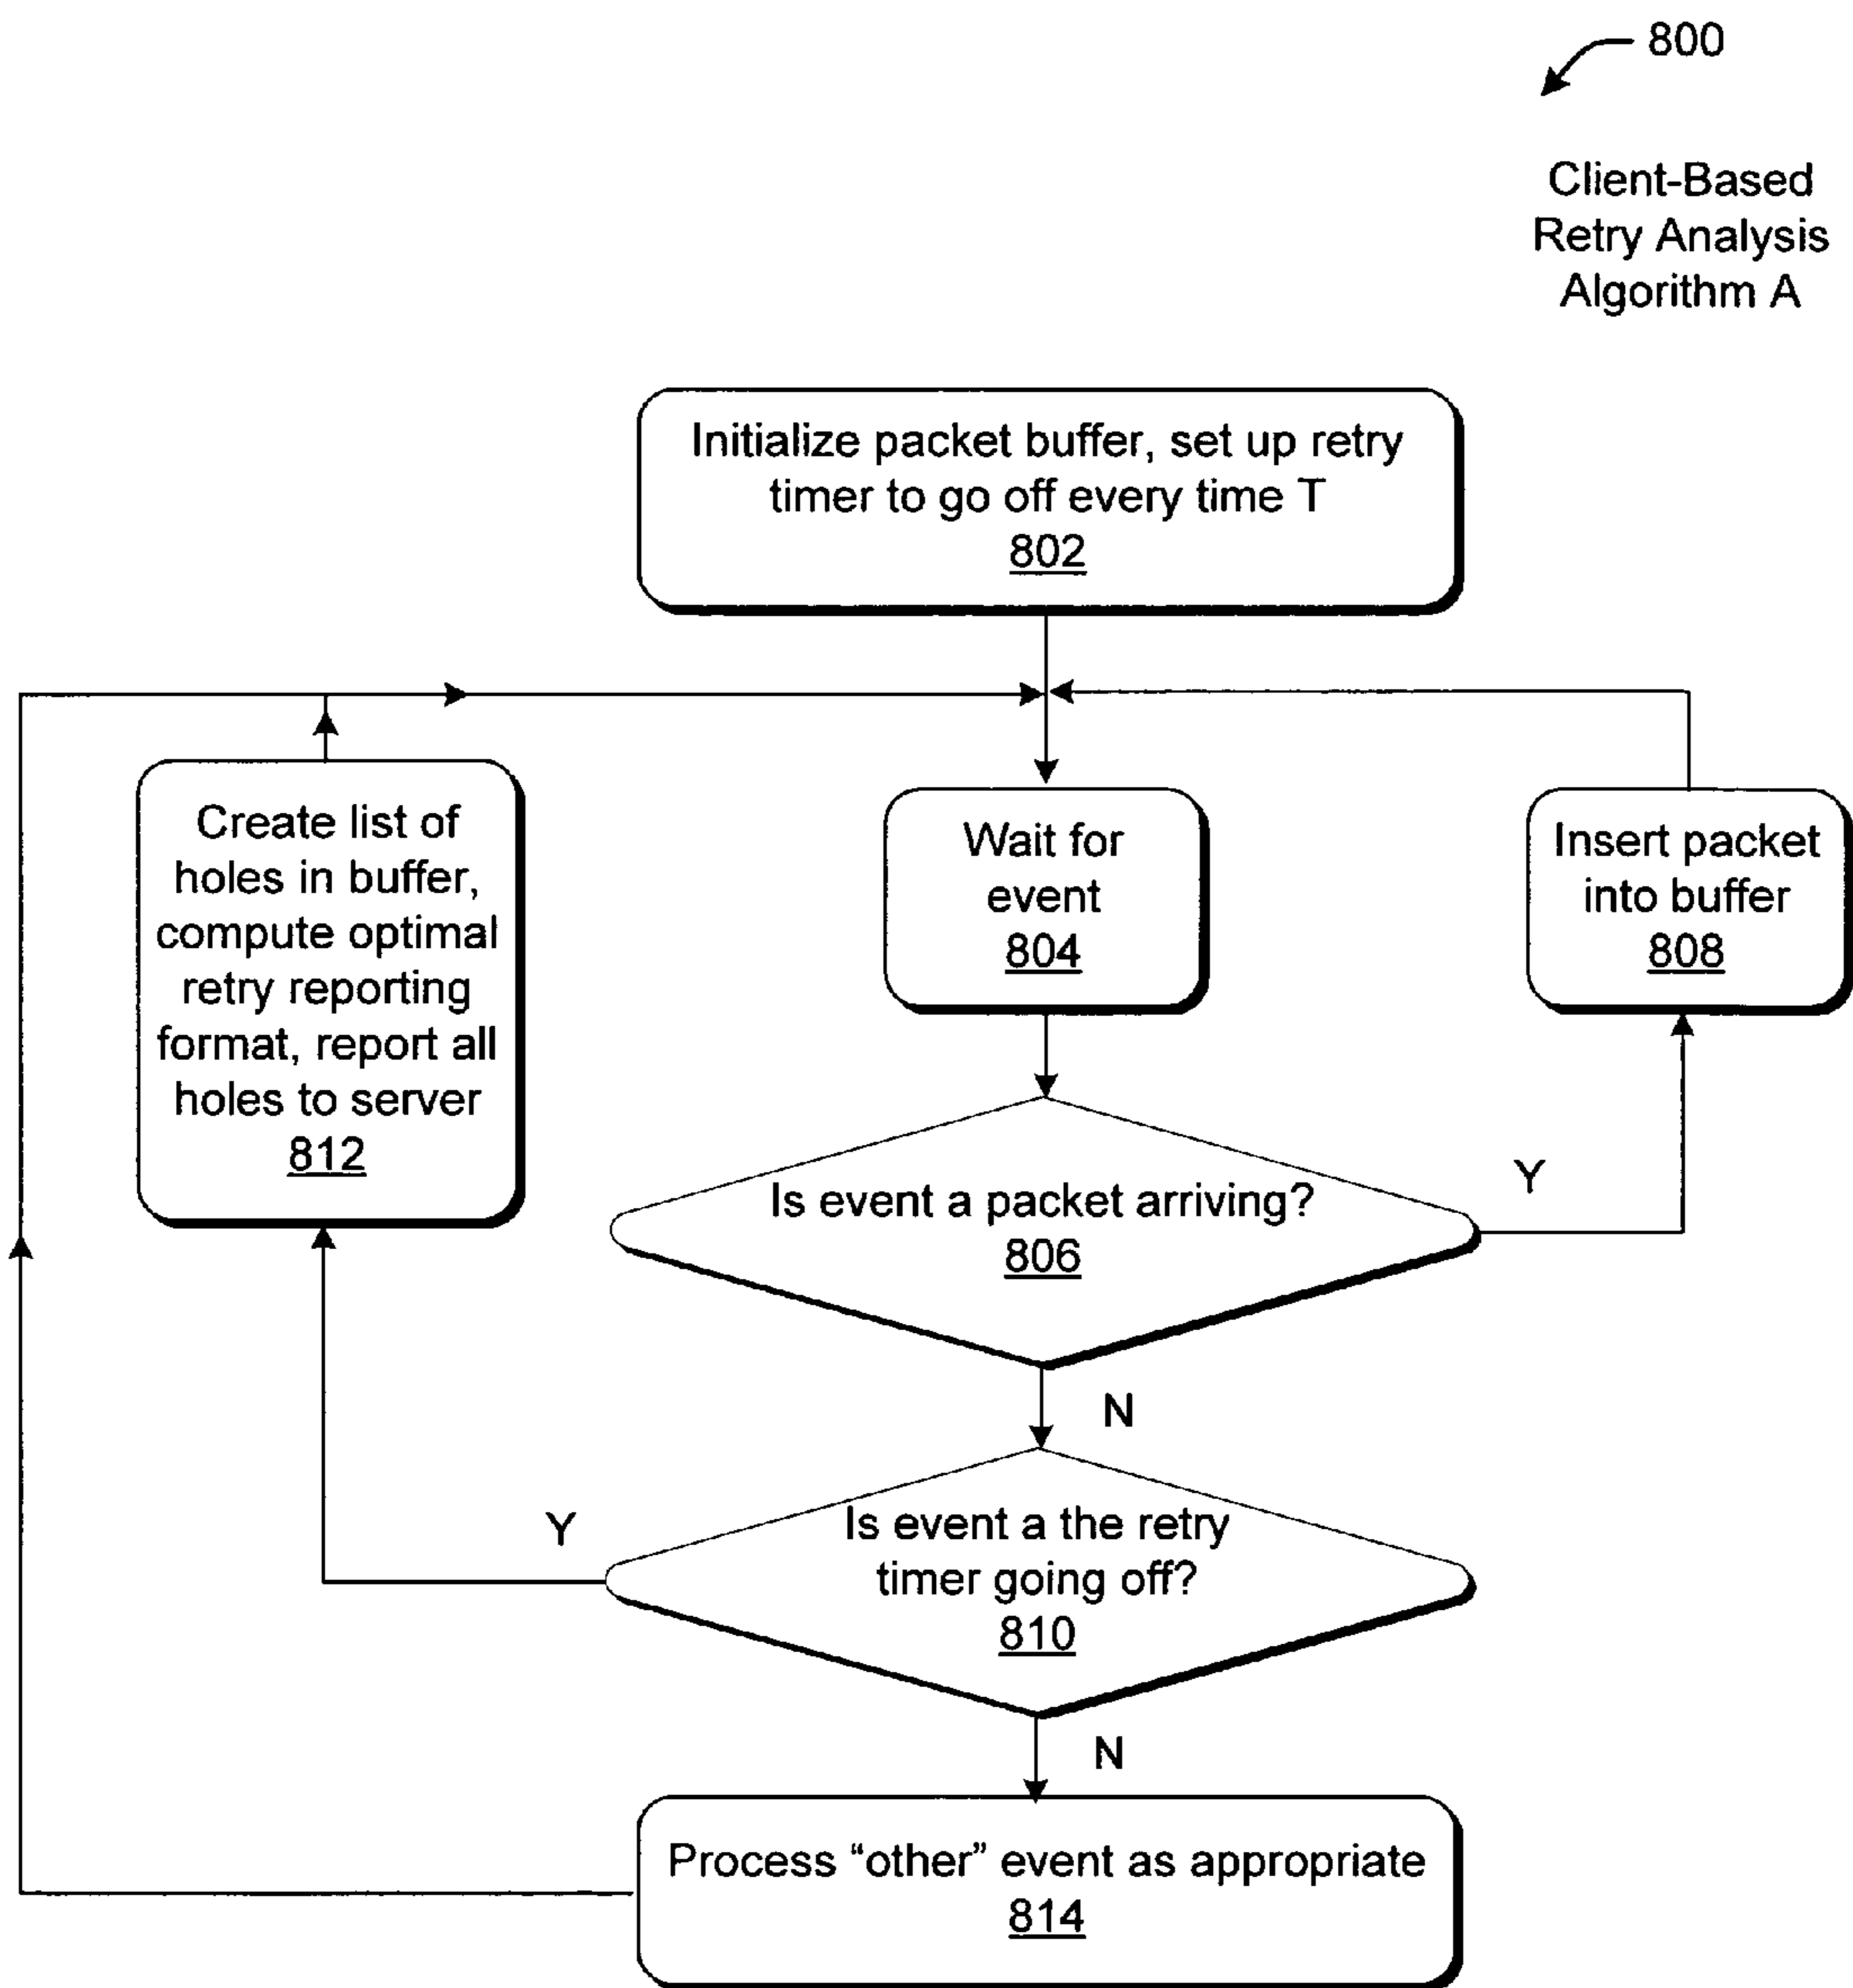 800
Client-Based
Retry Analysis
Algorithm A
Initialize packet buffer, set up retry
timer to go off every time T
802
Create list of
holes in buffer,
compute optimal
retry reporting
format, report all
holes to server
812
Wait for
event
804
Insert packet
into buffer
808
Is event a packet arriving?
806
Y
N
Is event a the retry
timer going off?
810
Y
N
Process “other” event as appropriate
814